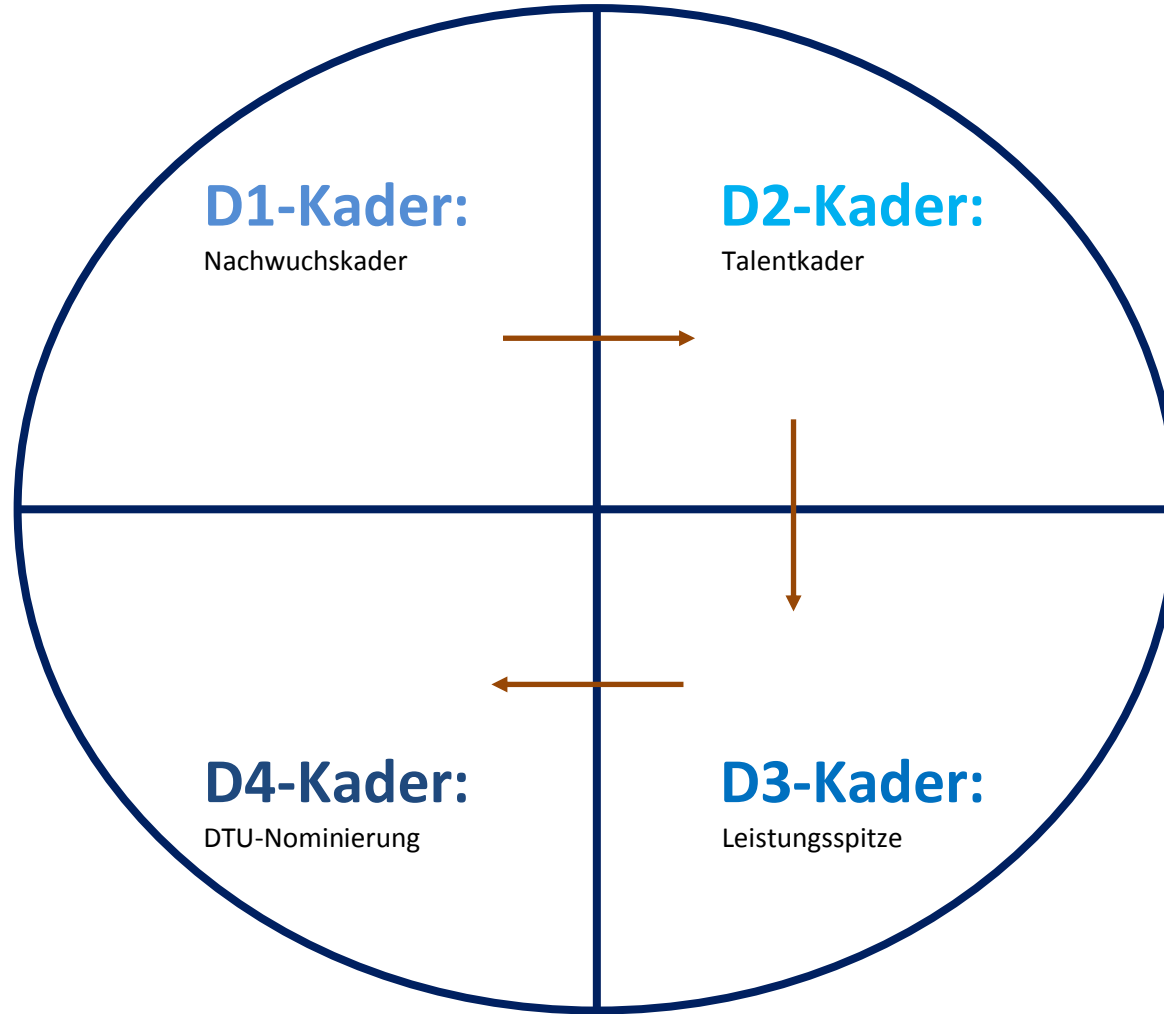 D1-Kader:
Nachwuchskader
D2-Kader:
Talentkader
D4-Kader:
DTU-Nominierung
D3-Kader:
Leistungsspitze